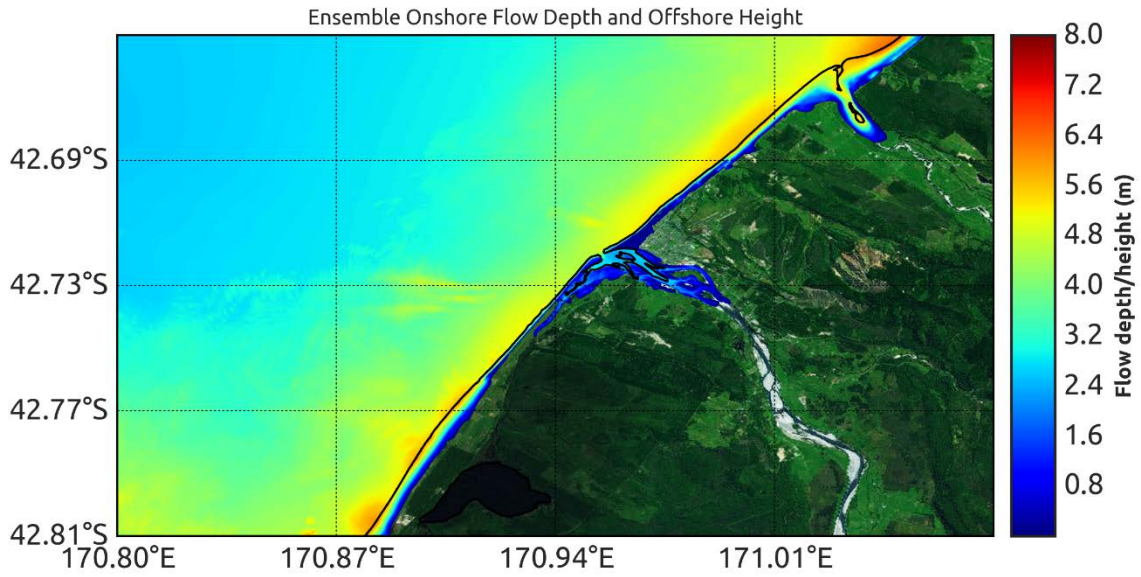 Ensemble Onshore Flow Depth and Offshore Height
42.69°S
42.73°S
42.77°S
42.81°S
170.80°E
170.87°E
170.94°E
171.01°E
8.0
7.2
6.4
5.6
4.8
4.0
3.2
2.4
1.6
0.8
Flow depth/height (m)